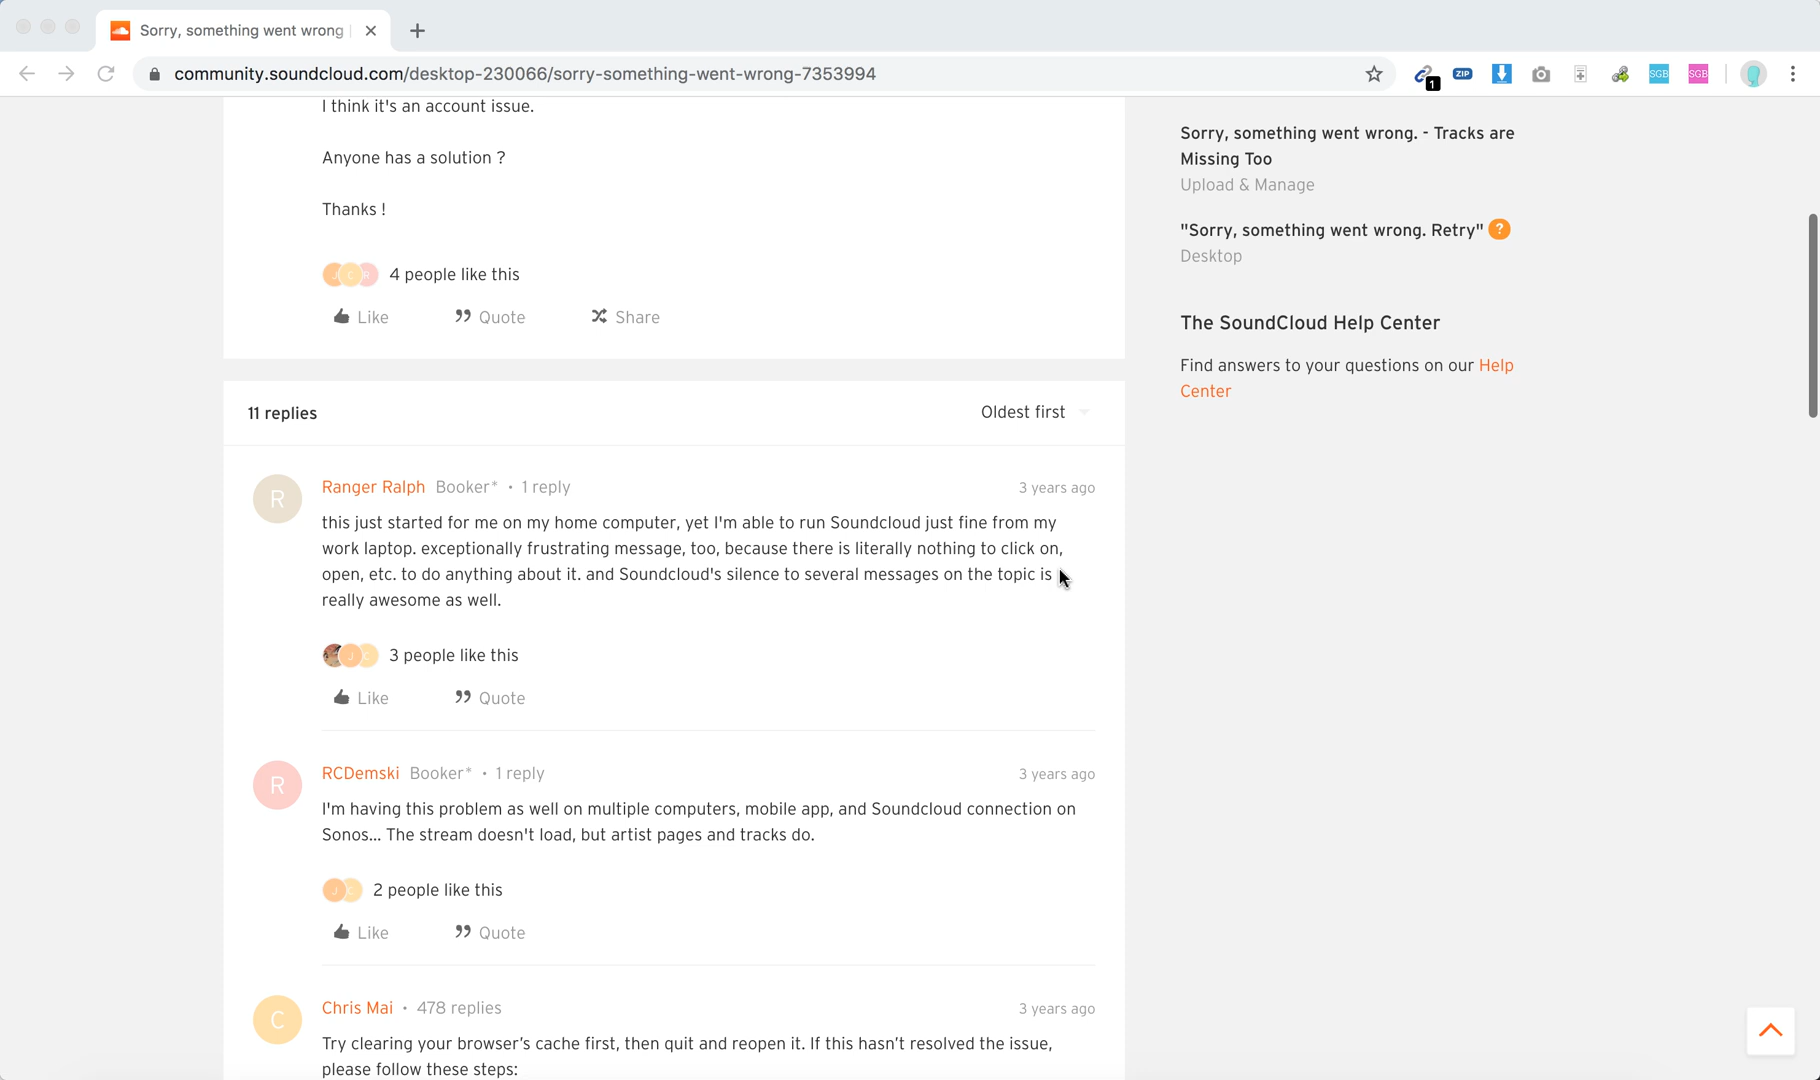 Sorry, something went wrong
community.soundcloud.com/desktop-230066/sorry-something-went-wrong-7353994
1
ZIP
SGB
SGB
I think it's an account issue.
Anyone has a solution ?
Thanks !
J C R 4 people like this
Like Quote Share
11 replies
Oldest first
R
Ranger Ralph Booker* • 1 reply
3 years ago
this just started for me on my home computer, yet I'm able to run Soundcloud just fine from my
work laptop. exceptionally frustrating message, too, because there is literally nothing to click on,
open, etc. to do anything about it. and Soundcloud's silence to several messages on the topic is
really awesome as well.
J C 3 people like this
Like Quote
R
RCDemski Booker* • 1 reply
3 years ago
I'm having this problem as well on multiple computers, mobile app, and Soundcloud connection on
Sonos... The stream doesn't load, but artist pages and tracks do.
J C 2 people like this
Like Quote
C
Chris Mai • 478 replies
3 years ago
Try clearing your browser’s cache first, then quit and reopen it. If this hasn’t resolved the issue,
please follow these steps:
Sorry, something went wrong. - Tracks are
Missing Too
Upload & Manage
"Sorry, something went wrong. Retry" ?
Desktop
The SoundCloud Help Center
Find answers to your questions on our Help
Center